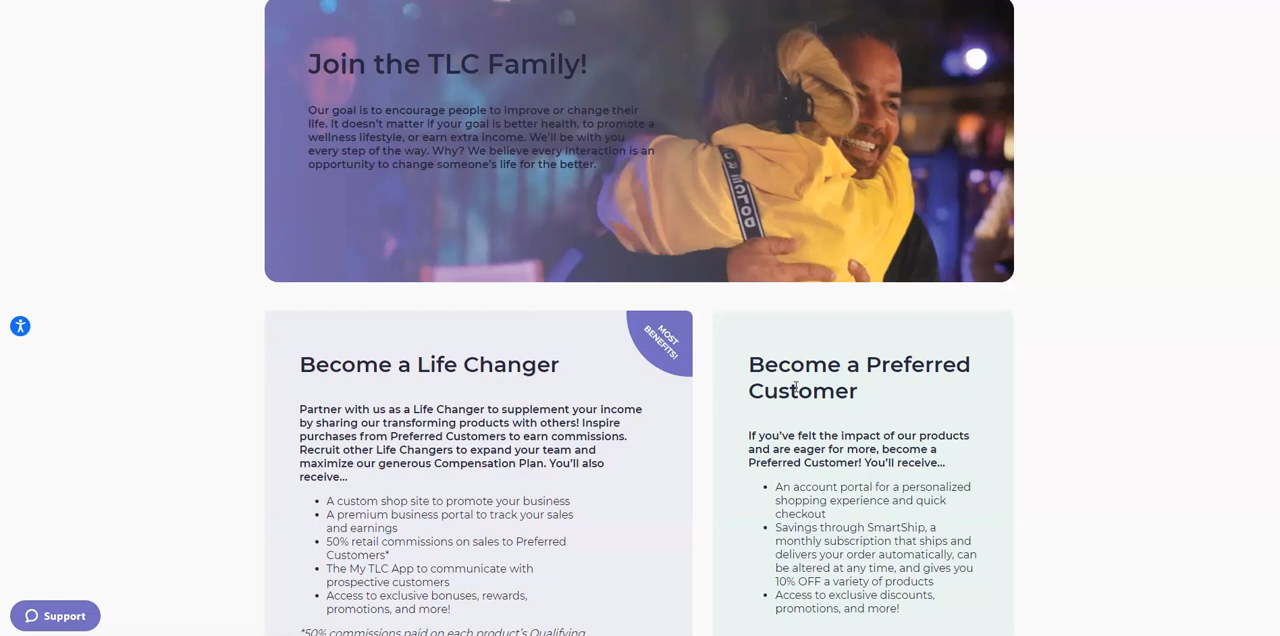 Join the TLC Family!
Our goal is to encourage people to improve or change their
life. It doesn't matter if your goal is better health, to promote a
wellness lifestyle, or earn extra income. We'll be with you
every step of the way. Why? We believe every interaction is an
opportunity to change someone's life for the better.
MOST
BENEFITS!
Become a Life Changer
Partner with us as a Life Changer to supplement your income
by sharing our transforming products with others! Inspire
purchases from Preferred Customers to earn commissions.
Recruit other Life Changers to expand your team and
maximize our generous Compensation Plan. You'll also
receive...
• A custom shop site to promote your business
• A premium business portal to track your sales
and earnings
• 50% retail commissions on sales to Preferred
Customers*
• The My TLC App to communicate with
prospective customers
• Access to exclusive bonuses, rewards,
promotions, and more!
*50% commissions paid on each product's Qualifying
Become a Preferred
Customer
If you've felt the impact of our products
and are eager for more, become a
Preferred Customer! You'll receive...
• An account portal for a personalized
shopping experience and quick
checkout
• Savings through SmartShip, a
monthly subscription that ships and
delivers your order automatically, can
be altered at any time, and gives you
10% OFF a variety of products
• Access to exclusive discounts,
promotions, and more!
Support